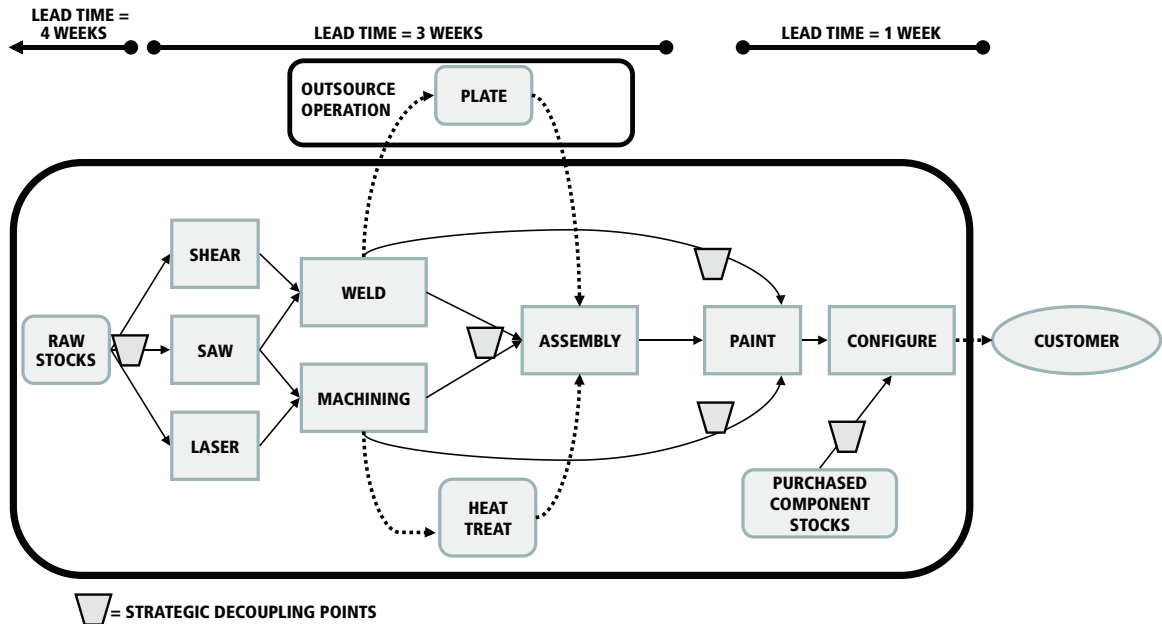 LEAD TIME =
4 WEEKS
LEAD TIME = 3 WEEKS
LEAD TIME = 1 WEEK
OUTSOURCE
OPERATION
PLATE
SHEAR
WELD
RAW
STOCKS
SAW
ASSEMBLY
PAINT
CONFIGURE
CUSTOMER
MACHINING
LASER
HEAT
TREAT
PURCHASED
COMPONENT
STOCKS
= STRATEGIC DECOUPLING POINTS